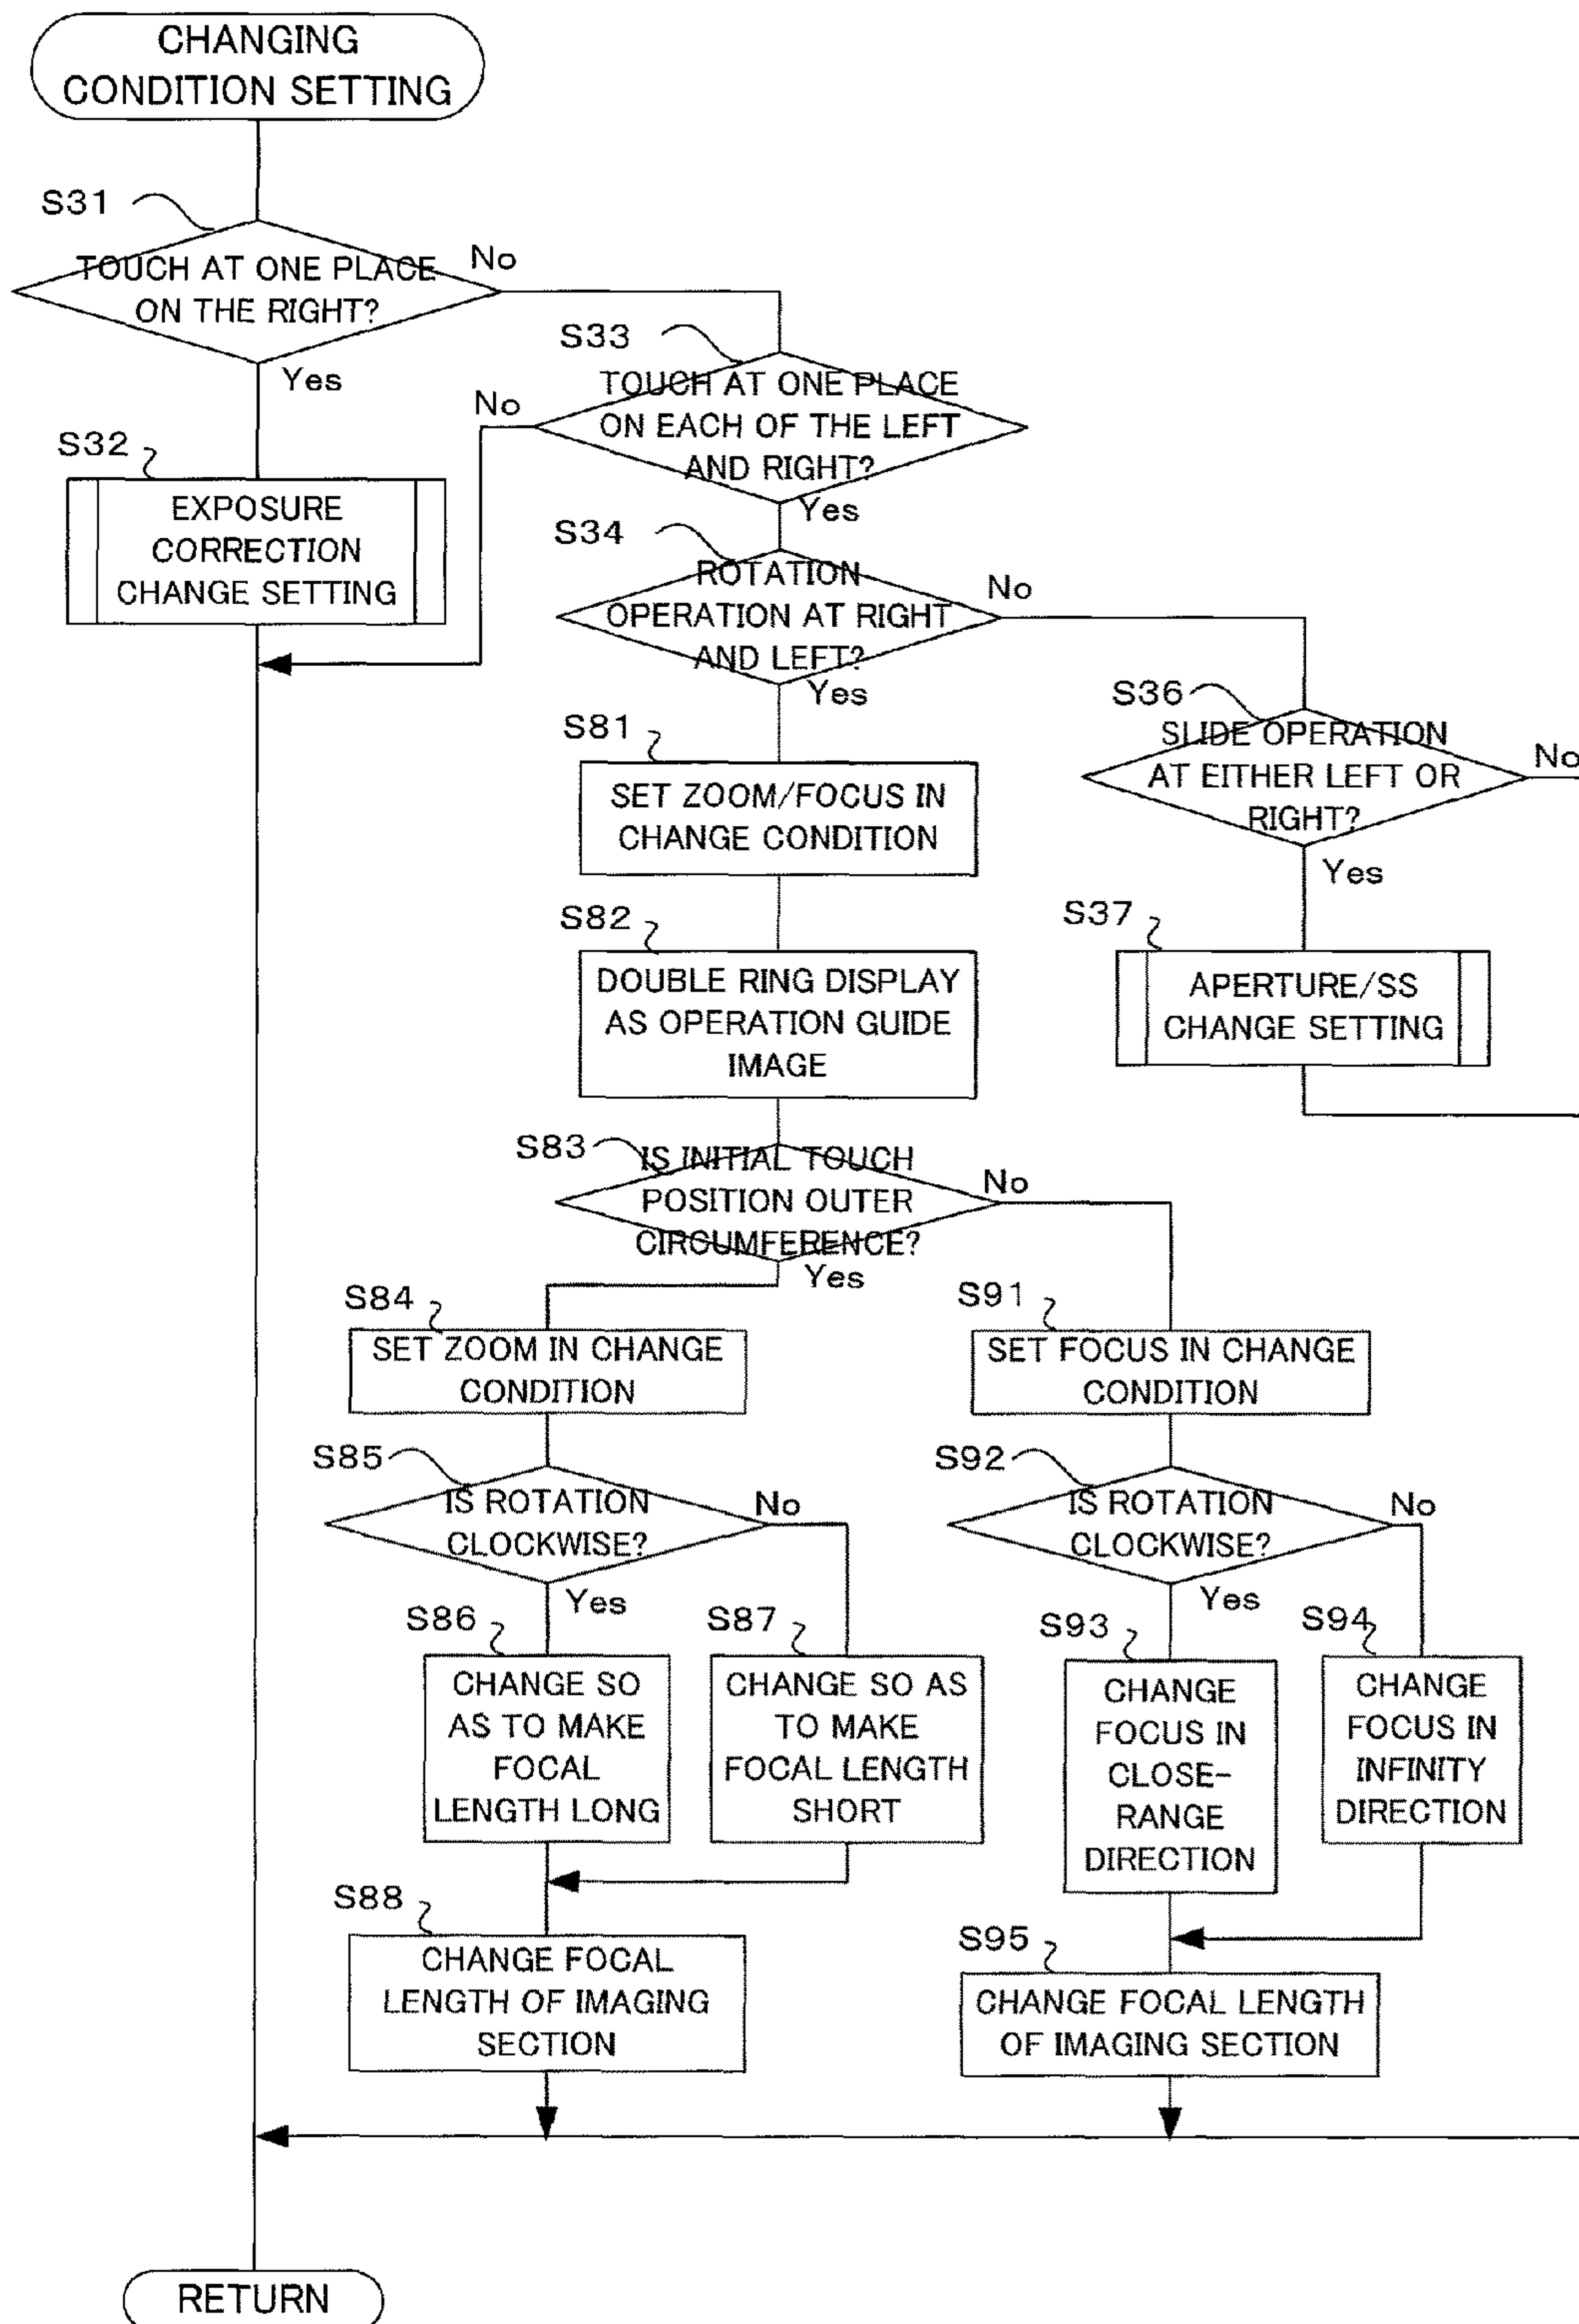 CHANGING
CONDITION SETTING
S31
TOUCH AT ONE PLACE
ON THE RIGHT?
No
Yes
S32
EXPOSURE
CORRECTION
CHANGE SETTING
S33
TOUCH AT ONE PLACE
ON EACH OF THE LEFT
AND RIGHT?
No
Yes
S34
ROTATION
OPERATION AT RIGHT
AND LEFT?
No
Yes
S36
SLIDE OPERATION
AT EITHER LEFT OR
RIGHT?
No
Yes
S37
APERTURE/SS
CHANGE SETTING
S81
SET ZOOM/FOCUS IN
CHANGE CONDITION
S82
DOUBLE RING DISPLAY
AS OPERATION GUIDE
IMAGE
S83
IS INITIAL TOUCH
POSITION OUTER
CIRCUMFERENCE?
No
Yes
S84
SET ZOOM IN CHANGE
CONDITION
S85
IS ROTATION
CLOCKWISE?
No
Yes
S86
CHANGE SO
AS TO MAKE
FOCAL
LENGTH LONG
S87
CHANGE SO AS
TO MAKE
FOCAL LENGTH
SHORT
S88
CHANGE FOCAL
LENGTH OF IMAGING
SECTION
S91
SET FOCUS IN CHANGE
CONDITION
S92
IS ROTATION
CLOCKWISE?
No
Yes
S93
CHANGE
FOCUS IN
CLOSE-
RANGE
DIRECTION
S94
CHANGE
FOCUS IN
INFINITY
DIRECTION
S95
CHANGE FOCAL LENGTH
OF IMAGING SECTION
RETURN